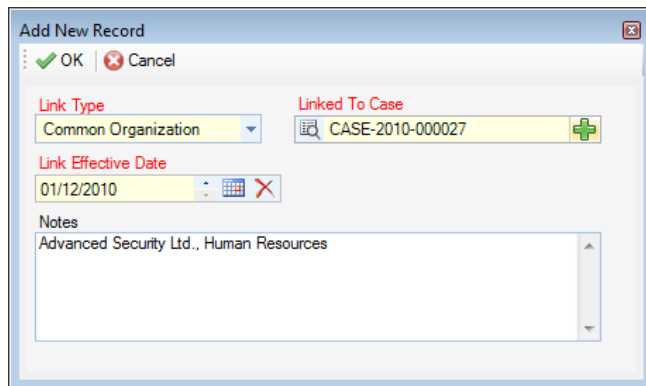 Add New Record
OK Cancel
Link Type Linked To Case
Common Organization CASE-2010-000027
Link Effective Date
01/12/2010
Notes
Advanced Security Ltd., Human Resources